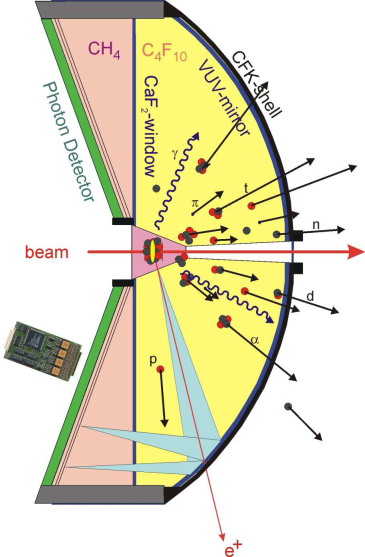 CH4
C4F10
CFK-shell
VUV-mirror
CaF2-window
Photon Detector
γ
π
t
n
beam
d
α
p
e+